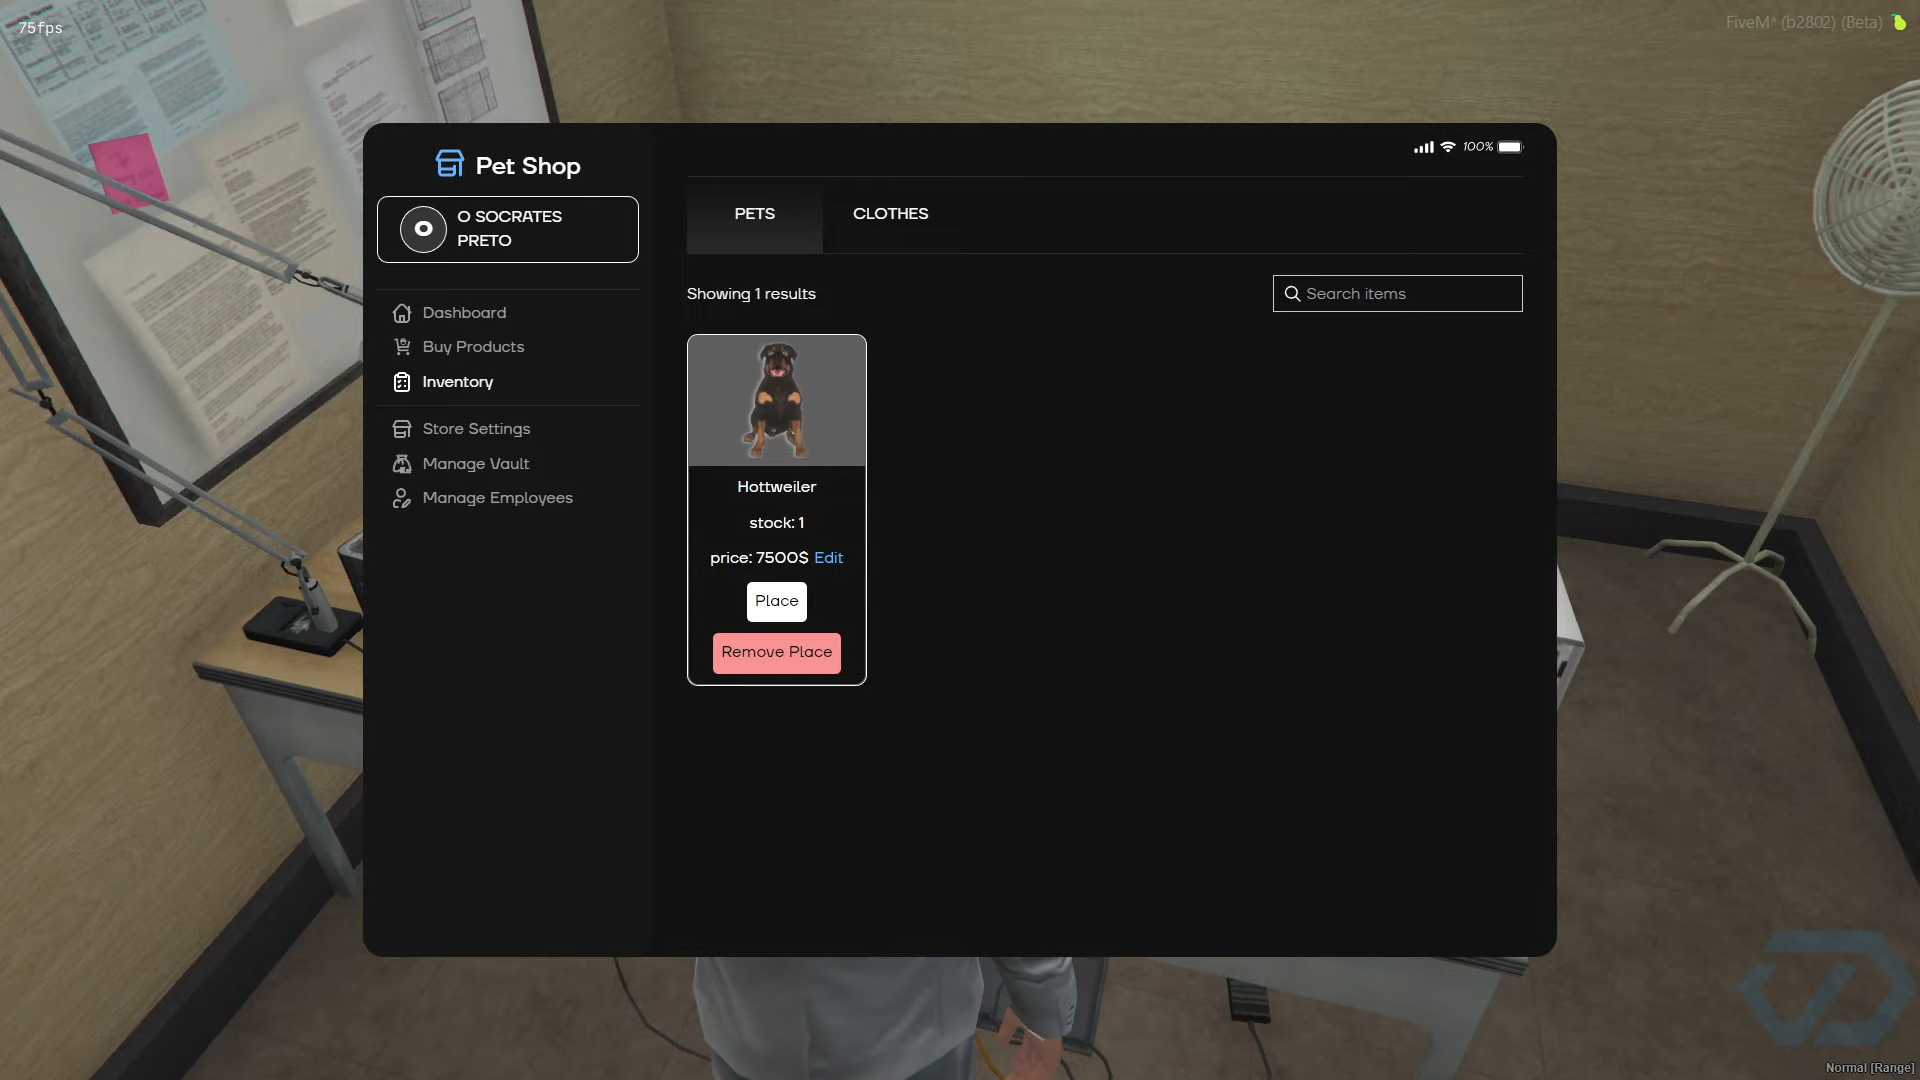 75fps
FiveM* (b2802) (Beta)
Pet Shop
100%
O
O SOCRATES
PRETO
Dashboard
Buy Products
Inventory
Store Settings
Manage Vault
Manage Employees
PETS
CLOTHES
Showing 1 results
Search items
Hottweiler
stock: 1
price: 7500$ Edit
Place
Remove Place
Normal [Range]